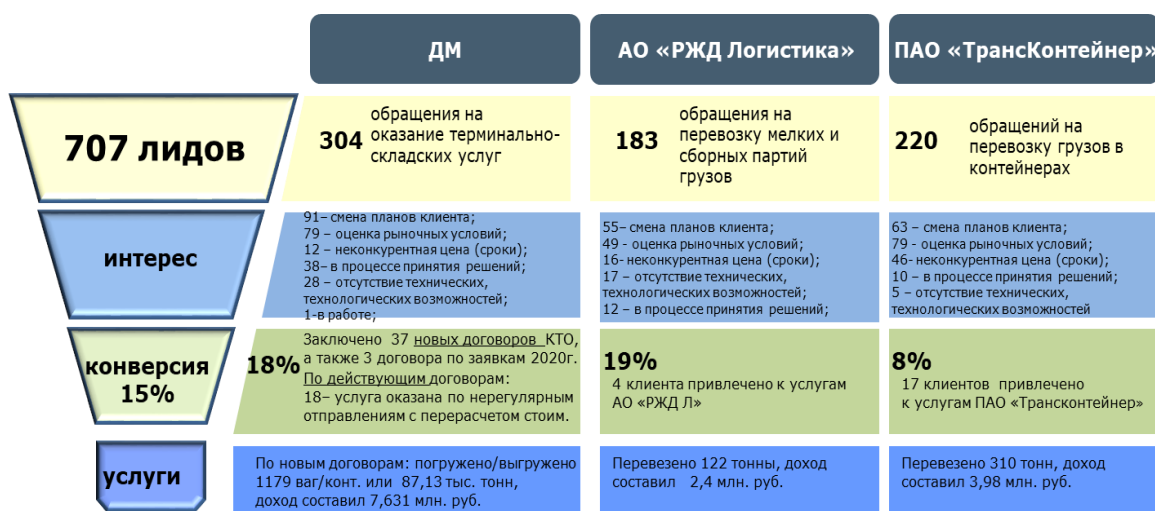 ДМ
АО «РЖД Логистика»
ПАО «ТрансКонтейнер»
707 лидов
304
обращения на
оказание терминально-
складских услуг
183
обращения на
перевозку мелких и
сборных партий
грузов
220
обращений на
перевозку грузов в
контейнерах
интерес
91– смена планов клиента;
79 – оценка рыночных условий;
12 – неконкурентная цена (сроки);
38– в процессе принятия решений;
28 – отсутствие технических,
технологических возможностей;
1-в работе;
55– смена планов клиента;
49 - оценка рыночных условий;
16-неконкурентная цена (сроки);
17 – отсутствие технических,
технологических возможностей;
12 – в процессе принятия решений;
63 – смена планов клиента;
79 - оценка рыночных условий;
46-неконкурентная цена (сроки);
10 – в процессе принятия решений;
5 – отсутствие технических,
технологических возможностей
конверсия
15%
18%
Заключено 37 новых договоров КТО,
а также 3 договора по заявкам 2020г.
По действующим договорам:
18– услуга оказана по нерегулярным
отправлениям с перерасчетом стоим.
19%
4 клиента привлечено к услугам
АО «РЖД Л»
8%
17 клиентов привлечено
к услугам ПАО «Трансконтейнер»
услуги
По новым договорам: погружено/выгружено
1179 ваг/конт. или 87,13 тыс. тонн,
доход составил 7,631 млн. руб.
Перевезено 122 тонны, доход
составил 2,4 млн. руб.
Перевезено 310 тонн, доход
составил 3,98 млн. руб.